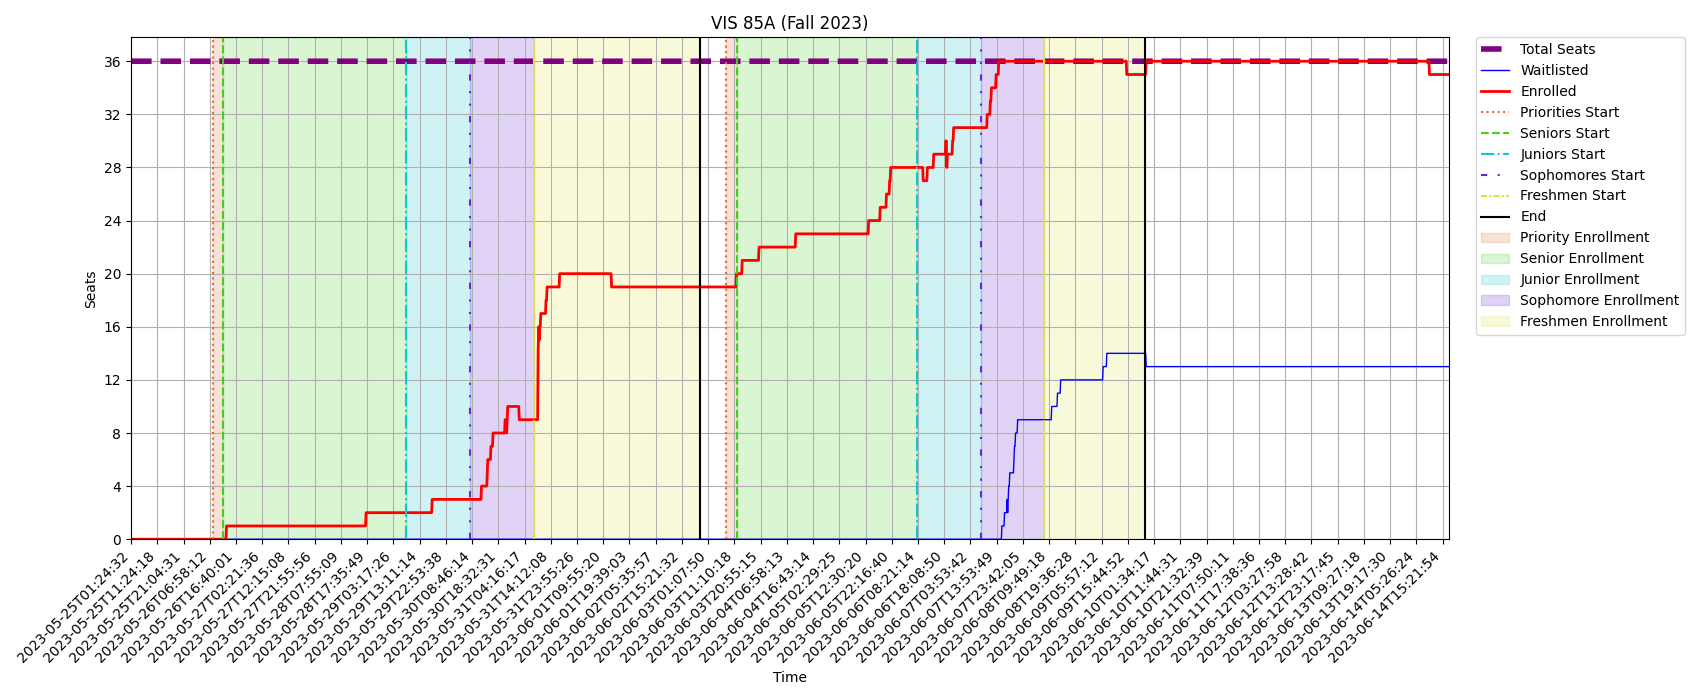 VIS 85A (Fall 2023)
Seats
36
32
28
24
20
16
12
8
4
0
2023-05-25T01:24:32
2023-05-25T11:24:18
2023-05-25T21:04:31
2023-05-26T06:58:12
2023-05-26T16:40:01
2023-05-27T02:21:36
2023-05-27T12:15:08
2023-05-27T21:55:56
2023-05-28T07:55:09
2023-05-28T17:35:49
2023-05-29T03:17:26
2023-05-29T13:11:14
2023-05-29T22:53:38
2023-05-30T08:46:14
2023-05-30T18:32:31
2023-05-31T04:16:17
2023-05-31T14:12:08
2023-05-31T23:55:26
2023-06-01T09:55:20
2023-06-01T19:39:03
2023-06-02T05:35:57
2023-06-02T15:21:32
2023-06-03T01:07:50
2023-06-03T11:10:18
2023-06-03T20:55:15
2023-06-04T06:58:13
2023-06-04T16:43:14
2023-06-05T02:29:25
2023-06-05T12:30:20
2023-06-05T22:16:40
2023-06-06T08:21:14
2023-06-06T18:08:50
2023-06-07T03:53:42
2023-06-07T13:53:49
2023-06-07T23:42:05
2023-06-08T09:49:18
2023-06-08T19:36:28
2023-06-09T05:57:12
2023-06-09T15:44:52
2023-06-10T01:34:17
2023-06-10T11:44:31
2023-06-10T21:32:39
2023-06-11T07:50:11
2023-06-11T17:38:36
2023-06-12T03:27:58
2023-06-12T13:28:42
2023-06-12T23:17:45
2023-06-13T09:27:18
2023-06-13T19:17:30
2023-06-14T05:26:24
2023-06-14T15:21:54
Time
Total Seats
Waitlisted
Enrolled
Priorities Start
Seniors Start
Juniors Start
Sophomores Start
Freshmen Start
End
Priority Enrollment
Senior Enrollment
Junior Enrollment
Sophomore Enrollment
Freshmen Enrollment